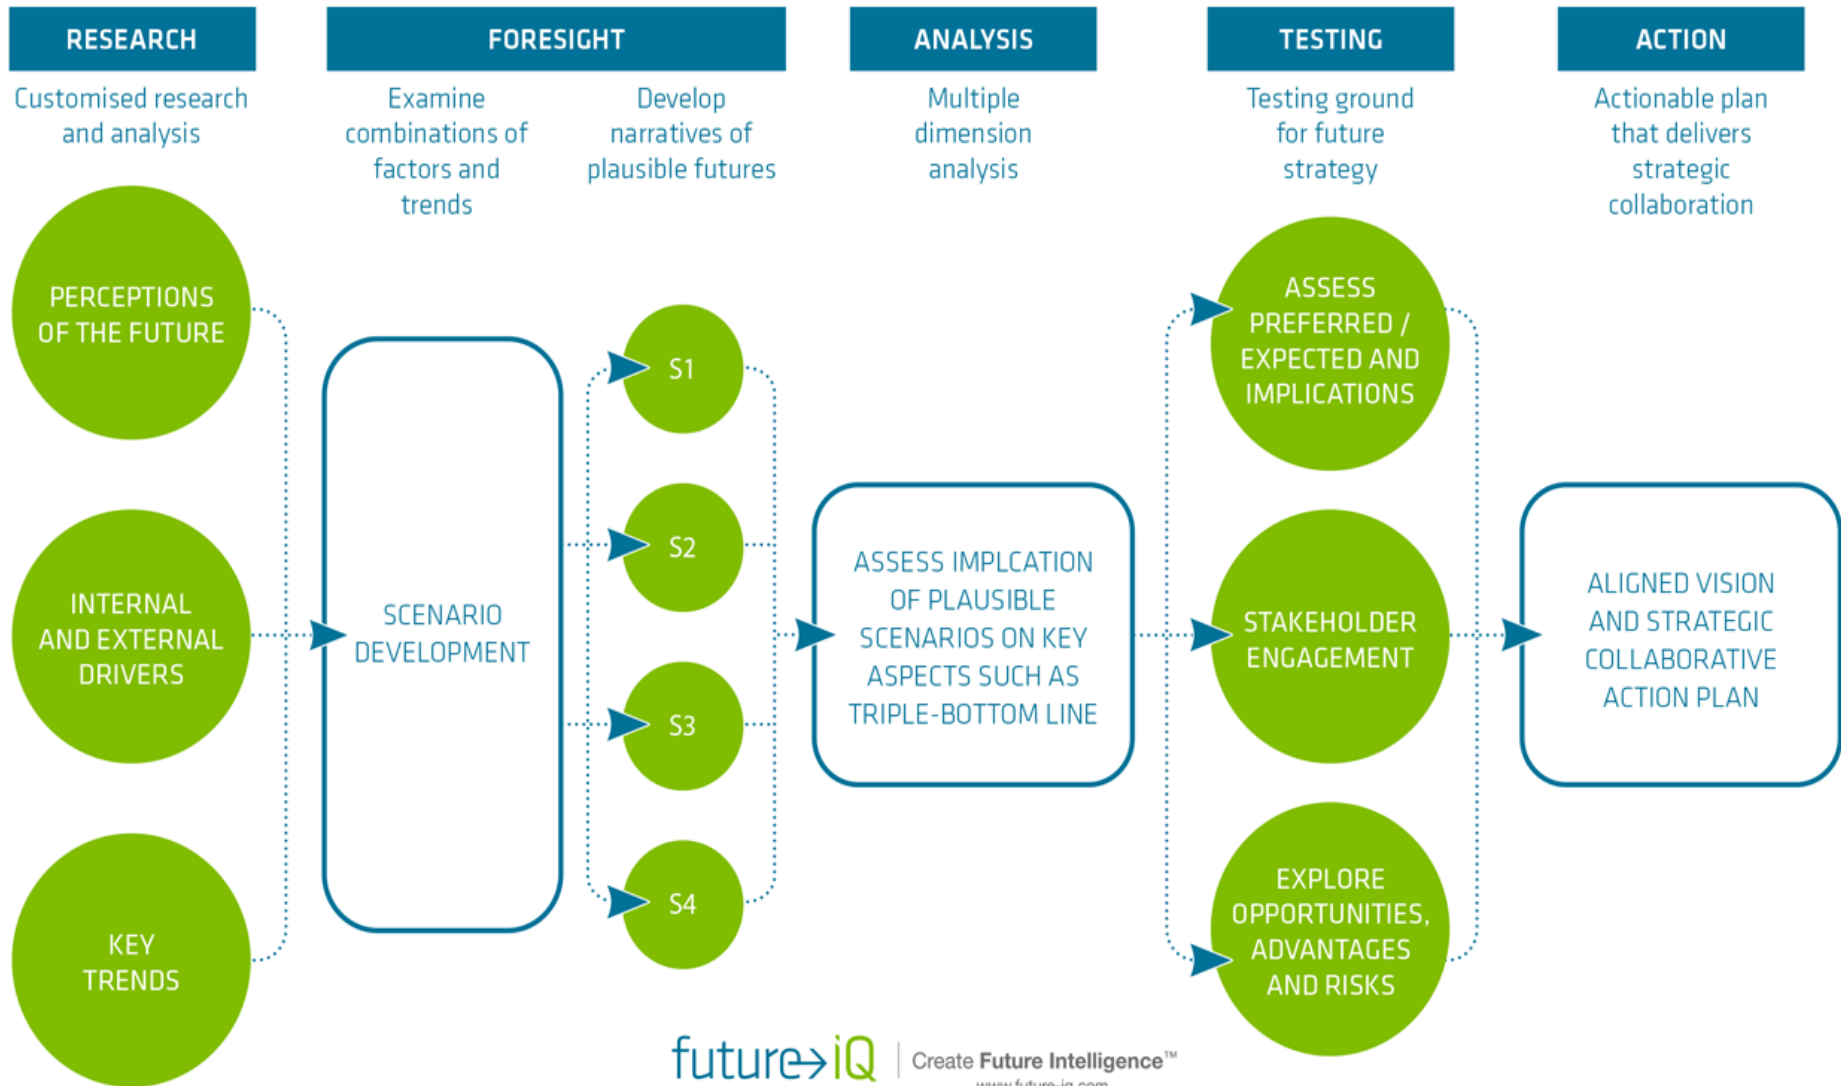 RESEARCH
Customised research
and analysis
PERCEPTIONS
OF THE FUTURE
INTERNAL
AND EXTERNAL
DRIVERS
KEY
TRENDS
FORESIGHT
Examine
combinations of
factors and
trends
SCENARIO
DEVELOPMENT
Develop
narratives of
plausible futures
S1
S2
S3
S4
ANALYSIS
Multiple
dimension
analysis
ASSESS IMPLCATION
OF PLAUSIBLE
SCENARIOS ON KEY
ASPECTS SUCH AS
TRIPLE-BOTTOM LINE
TESTING
Testing ground
for future
strategy
ASSESS
PREFERRED /
EXPECTED AND
IMPLICATIONS
STAKEHOLDER
ENGAGEMENT
EXPLORE
OPPORTUNITIES,
ADVANTAGES
AND RISKS
ACTION
Actionable plan
that delivers
strategic
collaboration
ALIGNED VISION
AND STRATEGIC
COLLABORATIVE
ACTION PLAN
future→iQ
Create Future Intelligence™
www.future-iq.com